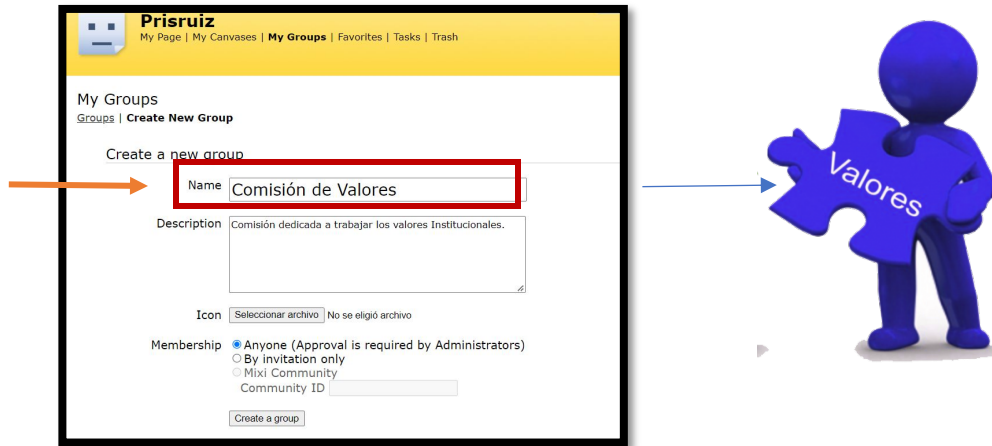 Prisruiz
My Page | My Canvases | My Groups | Favorites | Tasks | Trash
My Groups
Groups | Create New Group
Create a new group
Name Comisión de Valores
Description Comisión dedicada a trabajar los valores Institucionales.
Icon Seleccionar archivo No se eligió archivo
Membership Anyone (Approval is required by Administrators)
By invitation only
Mixi Community
Community ID
Create a group
Valores